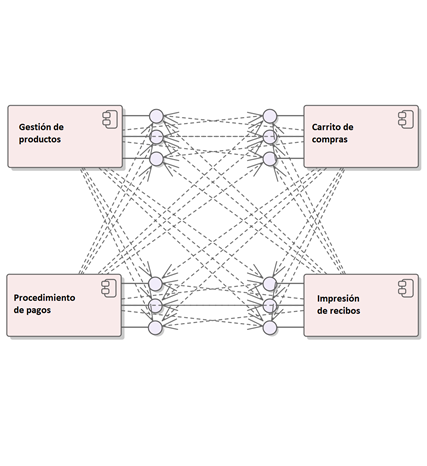 Gestión de
productos
Carrito de
compras
Procedimiento
de pagos
Impresión
de recibos